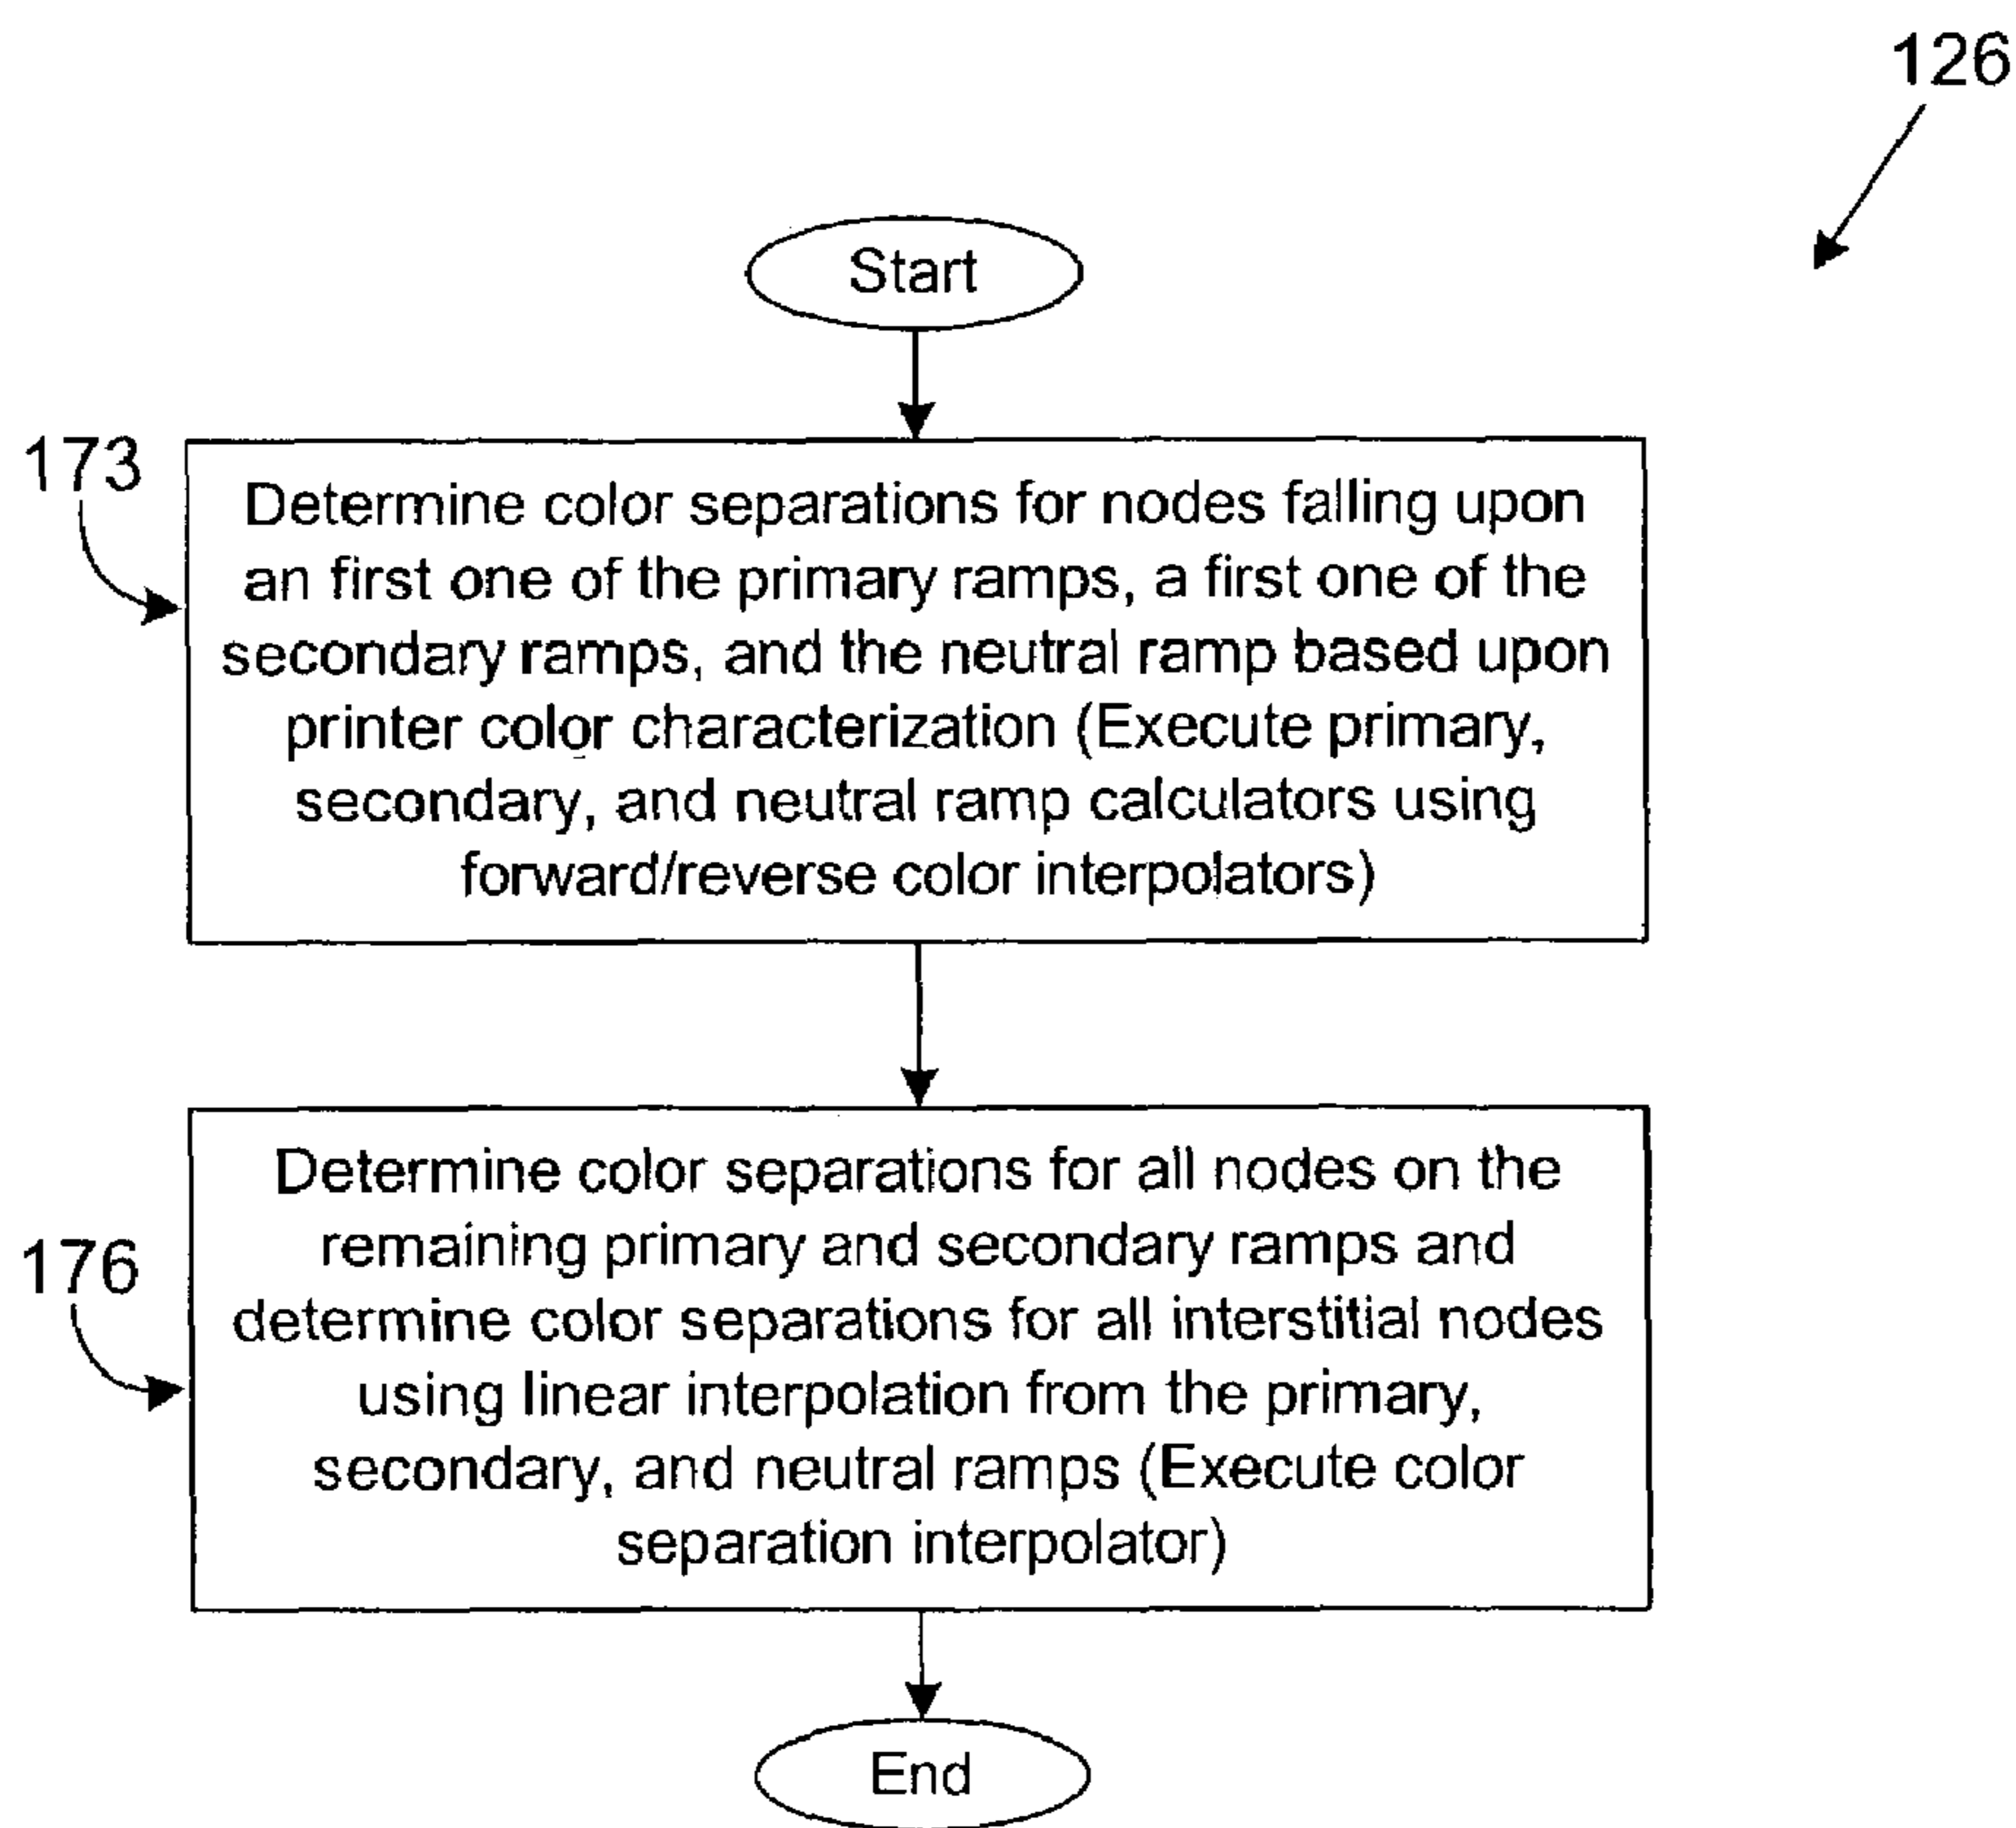 126
Start
173
Determine color separations for nodes falling upon
an first one of the primary ramps, a first one of the
secondary ramps, and the neutral ramp based upon
printer color characterization (Execute primary,
secondary, and neutral ramp calculators using
forward/reverse color interpolators)
176
Determine color separations for all nodes on the
remaining primary and secondary ramps and
determine color separations for all interstitial nodes
using linear interpolation from the primary,
secondary, and neutral ramps (Execute color
separation interpolator)
End